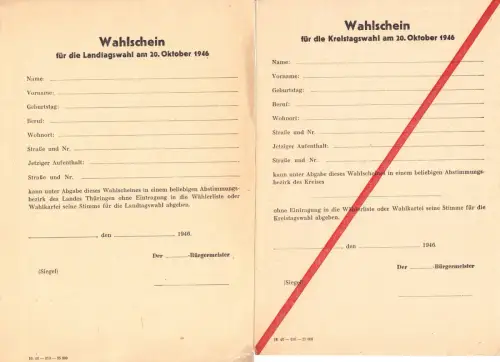 Wahlschein
für die Landtagswahl am 20. Oktober 1946
Name:
Vorname:
Geburtstag:
Beruf:
Wohnort:
Straße und Nr.
Jetziger Aufenthalt:
Straße und Nr.
kann unter Abgabe dieses Wahlscheines in einem beliebigen Abstimmungs-
bezirk des Landes Thüringen ohne Eintragung in die Wählerliste oder
Wahlkartei seine Stimme für die Landtagswahl abgeben.
, den , 1946.
Der -Bürgermeister
(Siegel)
Wahlschein
für die Kreistagswahl am 20. Oktober 1946
Name:
Vorname:
Geburtstag:
Beruf:
Wohnort:
Straße und Nr.
Jetziger Aufenthalt:
Straße und Nr.
kann unter Abgabe dieses Wahlscheines in einem beliebigen Abstimmungs-
bezirk des Kreises
ohne Eintragung in die Wählerliste oder Wahlkartei seine Stimme für die
Kreistagswahl abgeben.
, den 1946.
Der -Bürgermeister
(Siegel)